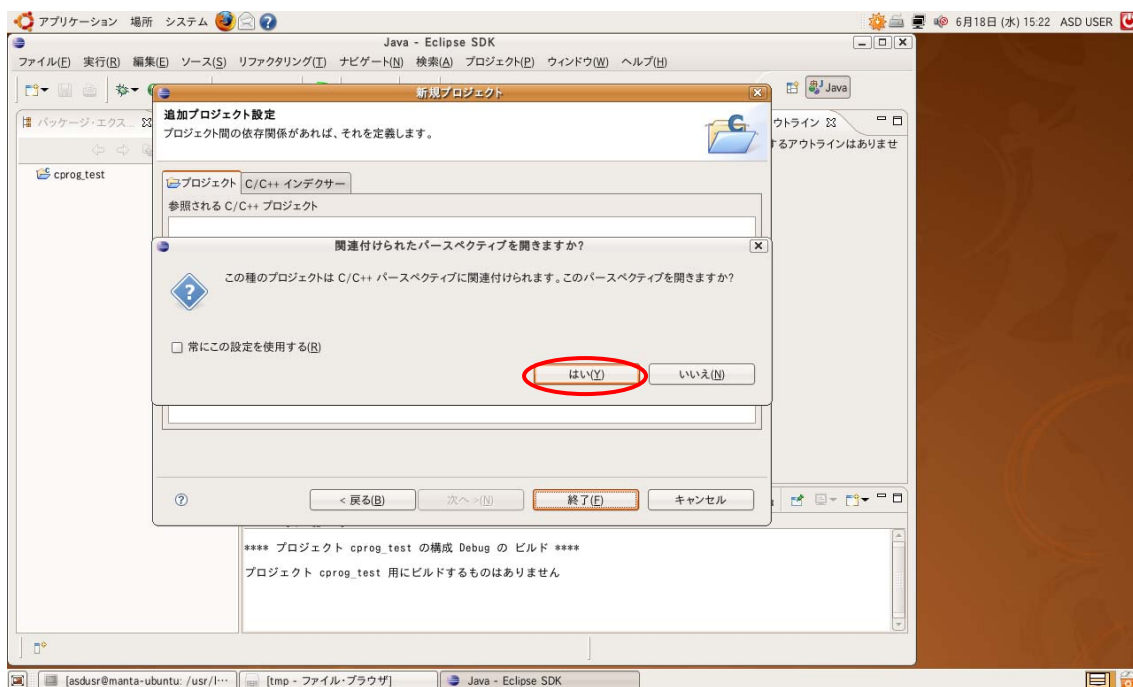 アプリケーション 場所 システム 6月18日 (水) 15:22 ASD USER
Java - Eclipse SDK
ファイル(F) 実行(R) 編集(E) ソース(S) リファクタリング(T) ナビゲート(N) 検索(A) プロジェクト(P) ウィンドウ(W) ヘルプ(H)
新規プロジェクト
Java
追加プロジェクト設定
プロジェクト間の依存関係があれば、それを定義します。
パッケージ・エクス...
ウトライン
するアウトラインはありませ
cprog_test
プロジェクト C/C++ インデクサー
参照される C/C++ プロジェクト
関連付けられたパースペクティブを開きますか?
この種のプロジェクトは C/C++ パースペクティブに関連付けられます。このパースペクティブを開きますか?
常にこの設定を使用する(R)
はい(Y) いいえ(N)
< 戻る(B) 次へ >(N) 終了(F) キャンセル
**** プロジェクト cprog_test の構成 Debug の ビルド ****
プロジェクト cprog_test 用にビルドするものはありません
[asdusr@manta-ubuntu: /usr/l… [tmp - ファイル・ブラウザ] Java - Eclipse SDK